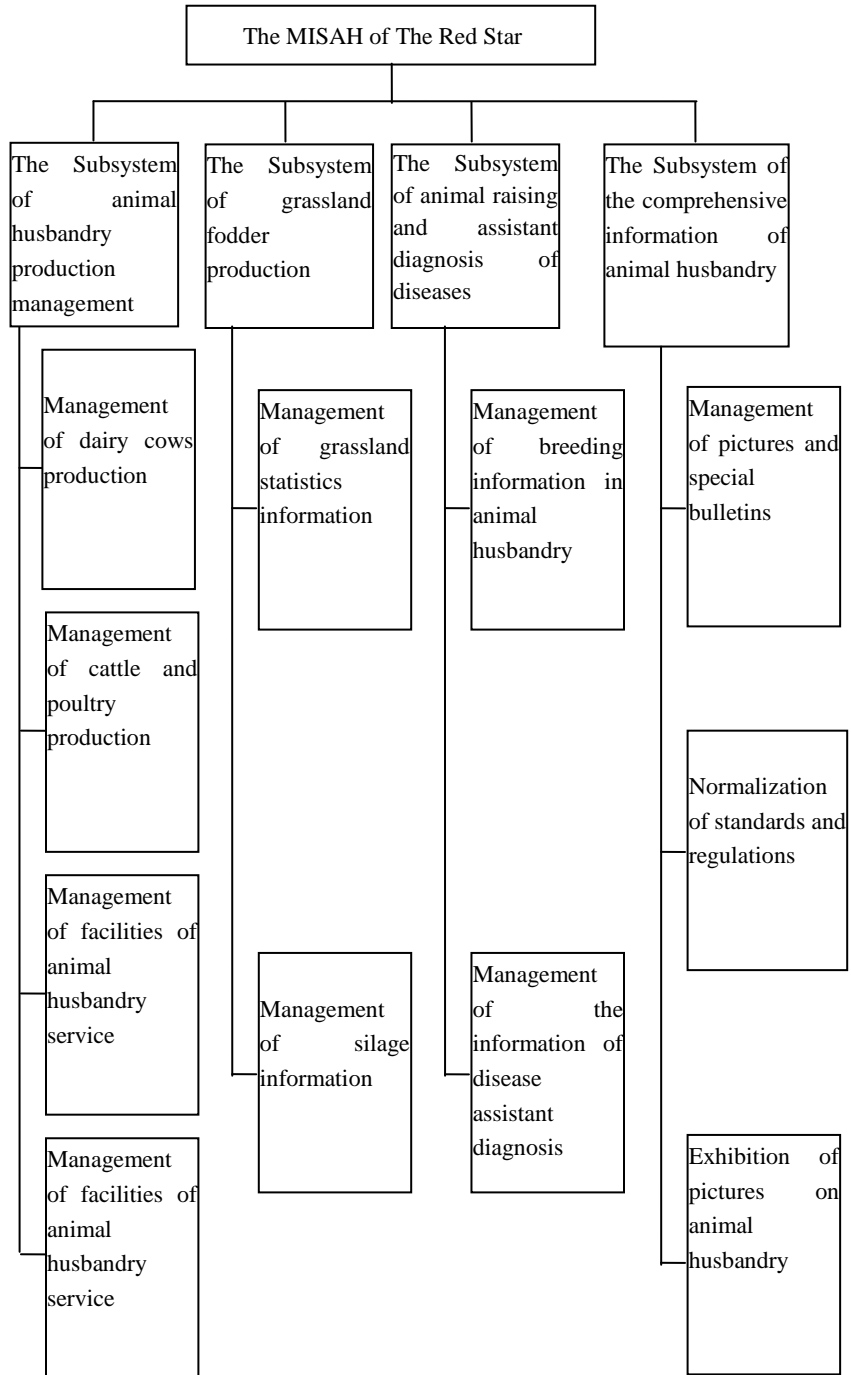 The MISAH of The Red Star
The Subsystem
of animal
husbandry
production
management
The Subsystem
of grassland
fodder
production
The Subsystem
of animal raising
and assistant
diagnosis of
diseases
The Subsystem of
the comprehensive
information of
animal husbandry
Management
of dairy cows
production
Management
of cattle and
poultry
production
Management
of facilities of
animal
husbandry
service
Management
of facilities of
animal
husbandry
service
Management
of grassland
statistics
information
Management
of silage
information
Management
of breeding
information in
animal
husbandry
Management
of the
information of
disease
assistant
diagnosis
Management
of pictures and
special
bulletins
Normalization
of standards and
regulations
Exhibition of
pictures on
animal
husbandry